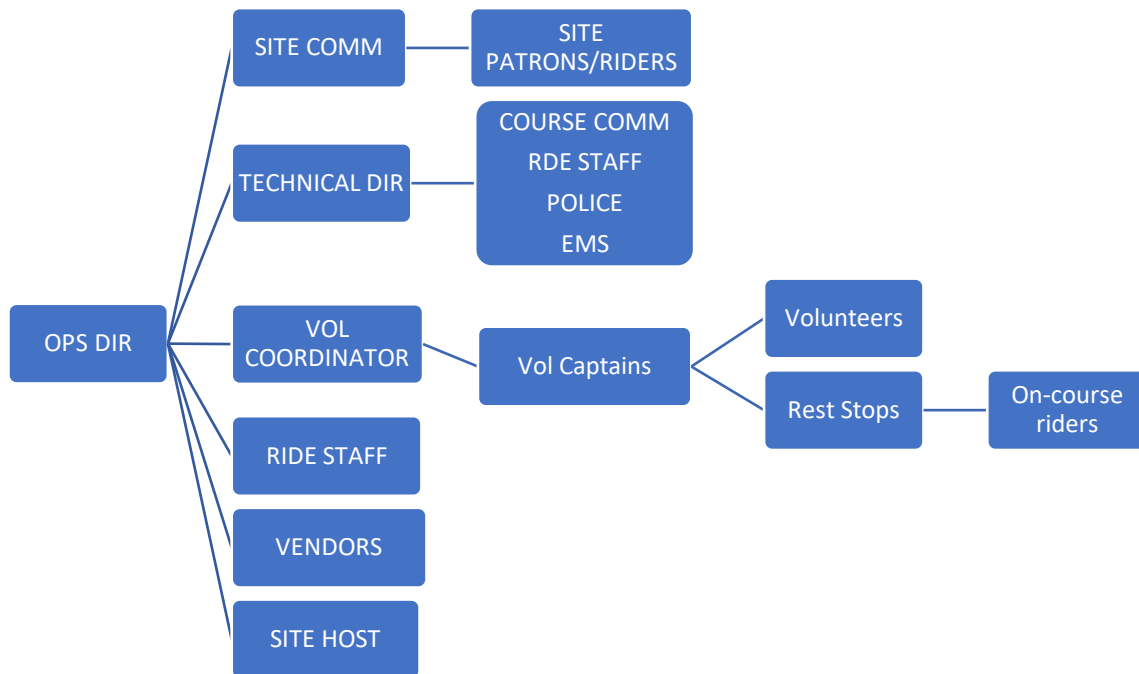 SITE COMM
SITE
PATRONS/RIDERS
TECHNICAL DIR
COURSE COMM
RDE STAFF
POLICE
EMS
OPS DIR
VOL
COORDINATOR
Vol Captains
Volunteers
Rest Stops
On-course
riders
RIDE STAFF
VENDORS
SITE HOST